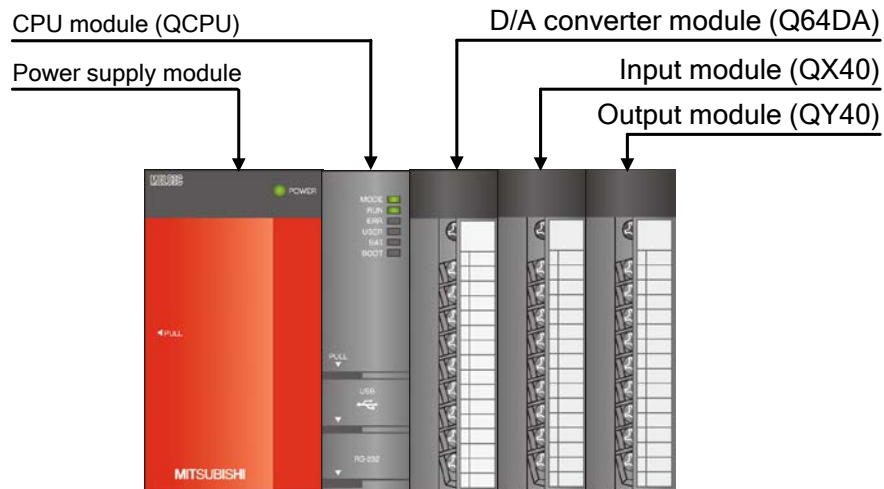 CPU module (QCPU)
D/A converter module (Q64DA)
Power supply module
Input module (QX40)
Output module (QY40)
MELSEC
POWER
MODE
RUN
ERR.
USER
BAT.
BOOT
PULL
PULL
USB
RS-232
MITSUBISHI